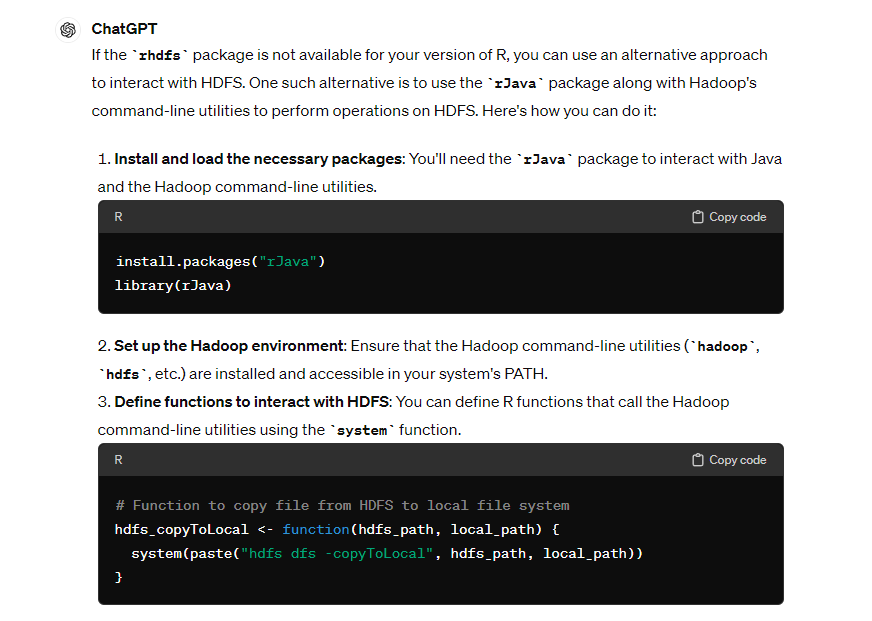 ChatGPT
If the `rhdfs` package is not available for your version of R, you can use an alternative approach
to interact with HDFS. One such alternative is to use the `rJava` package along with Hadoop's
command-line utilities to perform operations on HDFS. Here's how you can do it:
1. Install and load the necessary packages: You'll need the `rJava` package to interact with Java
and the Hadoop command-line utilities.
R Copy code
install.packages("rJava")
library(rJava)
2. Set up the Hadoop environment: Ensure that the Hadoop command-line utilities (`hadoop`,
`hdfs`, etc.) are installed and accessible in your system's PATH.
3. Define functions to interact with HDFS: You can define R functions that call the Hadoop
command-line utilities using the `system` function.
R Copy code
# Function to copy file from HDFS to local file system
hdfs_copyToLocal <- function(hdfs_path, local_path) {
  system(paste("hdfs dfs -copyToLocal", hdfs_path, local_path))
}